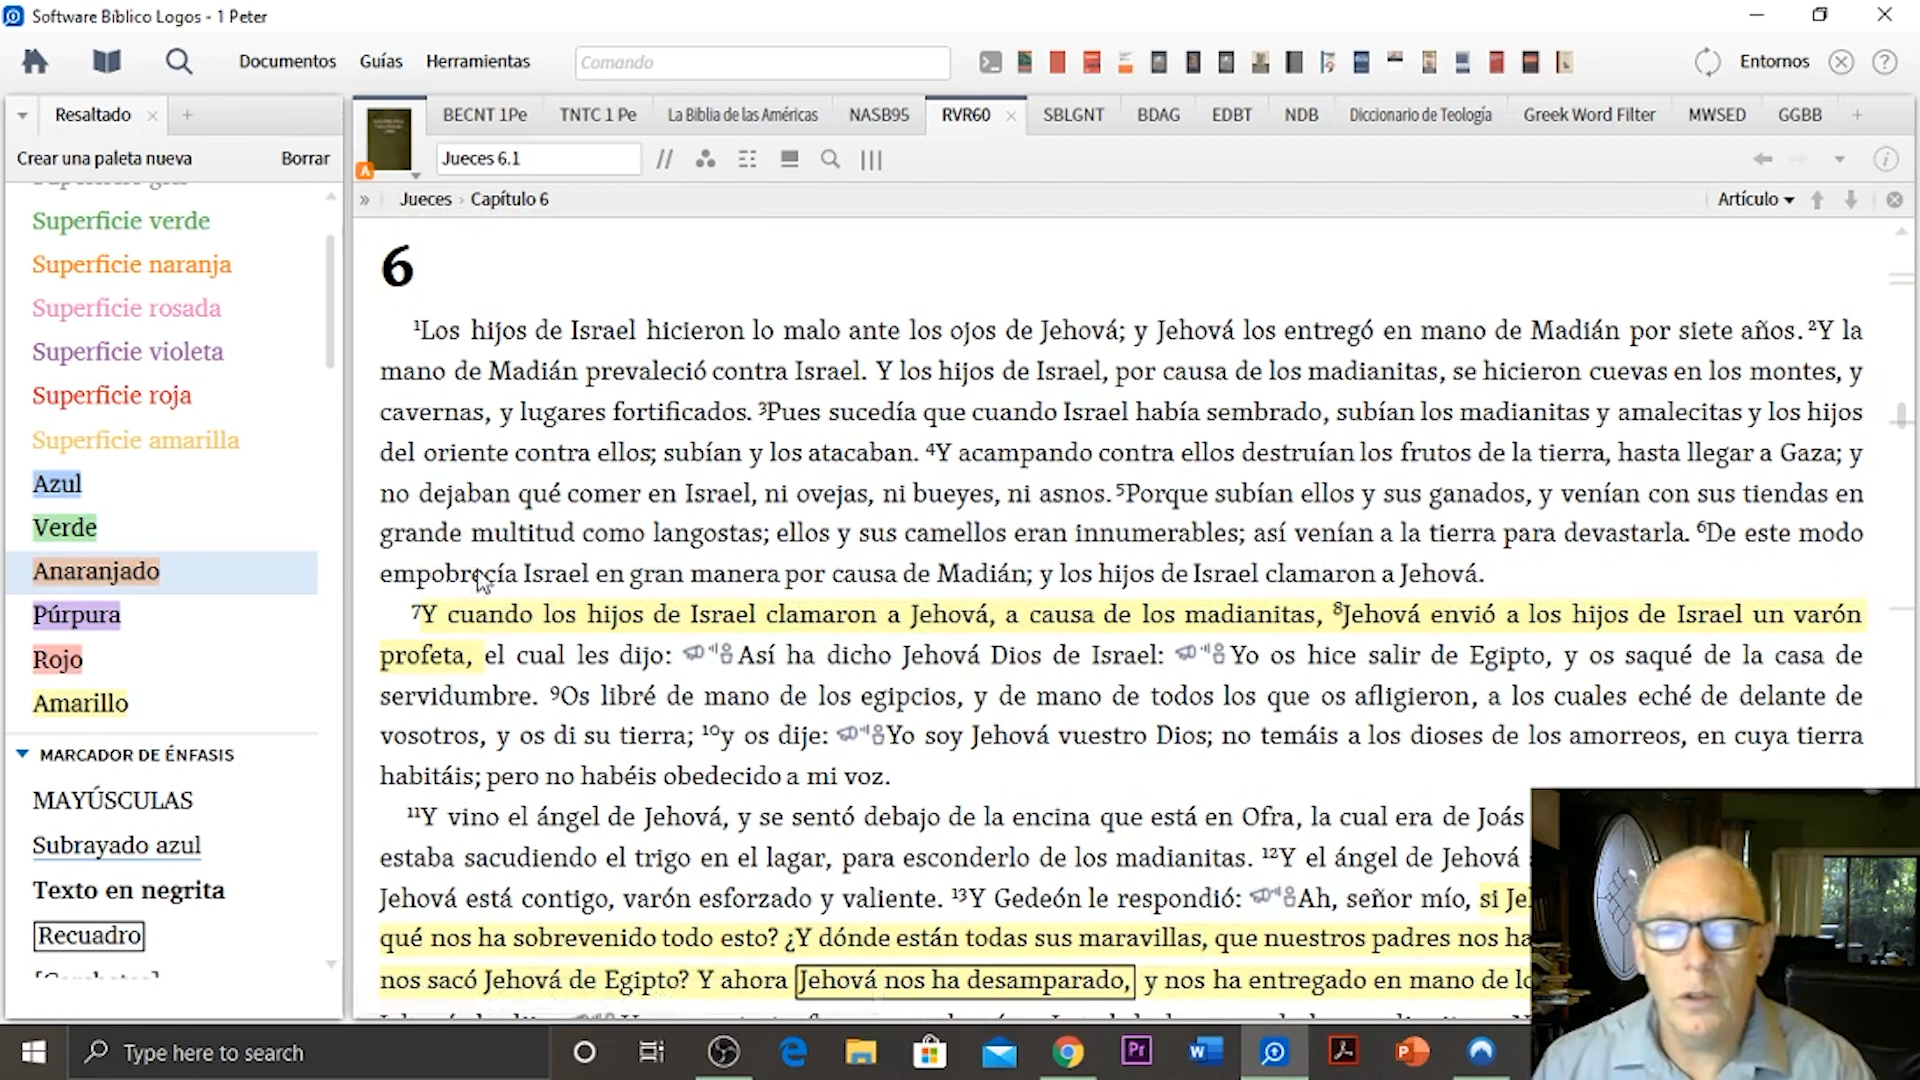 Software Bíblico Logos - 1 Peter
Documentos Guías Herramientas Comando Entornos
Resaltado
BECNT 1Pe TNTC 1 Pe La Biblia de las Américas NASB95 RVR60 SBLGNT BDAG EDBT NDB Diccionario de Teología Greek Word Filter MWSED GGBB
Crear una paleta nueva Borrar
Jueces 6.1
Jueces › Capítulo 6 Artículo
Superficie verde
Superficie naranja
Superficie rosada
Superficie violeta
Superficie roja
Superficie amarilla
Azul
Verde
Anaranjado
Púrpura
Rojo
Amarillo
MARCADOR DE ÉNFASIS
MAYÚSCULAS
Subrayado azul
Texto en negrita
Recuadro
6
1Los hijos de Israel hicieron lo malo ante los ojos de Jehová; y Jehová los entregó en mano de Madián por siete años. 2Y la
mano de Madián prevaleció contra Israel. Y los hijos de Israel, por causa de los madianitas, se hicieron cuevas en los montes, y
cavernas, y lugares fortificados. 3Pues sucedía que cuando Israel había sembrado, subían los madianitas y amalecitas y los hijos
del oriente contra ellos; subían y los atacaban. 4Y acampando contra ellos destruían los frutos de la tierra, hasta llegar a Gaza; y
no dejaban qué comer en Israel, ni ovejas, ni bueyes, ni asnos. 5Porque subían ellos y sus ganados, y venían con sus tiendas en
grande multitud como langostas; ellos y sus camellos eran innumerables; así venían a la tierra para devastarla. 6De este modo
empobrecía Israel en gran manera por causa de Madián; y los hijos de Israel clamaron a Jehová.
7Y cuando los hijos de Israel clamaron a Jehová, a causa de los madianitas, 8Jehová envió a los hijos de Israel un varón
profeta, el cual les dijo: Así ha dicho Jehová Dios de Israel: Yo os hice salir de Egipto, y os saqué de la casa de
servidumbre. 9Os libré de mano de los egipcios, y de mano de todos los que os afligieron, a los cuales eché de delante de
vosotros, y os di su tierra; 10y os dije: Yo soy Jehová vuestro Dios; no temáis a los dioses de los amorreos, en cuya tierra
habitáis; pero no habéis obedecido a mi voz.
11Y vino el ángel de Jehová, y se sentó debajo de la encina que está en Ofra, la cual era de Joás
estaba sacudiendo el trigo en el lagar, para esconderlo de los madianitas. 12Y el ángel de Jehová
Jehová está contigo, varón esforzado y valiente. 13Y Gedeón le respondió: Ah, señor mío, si
qué nos ha sobrevenido todo esto? ¿Y dónde están todas sus maravillas, que nuestros padres nos
nos sacó Jehová de Egipto? Y ahora Jehová nos ha desamparado, y nos ha entregado en mano de
Type here to search